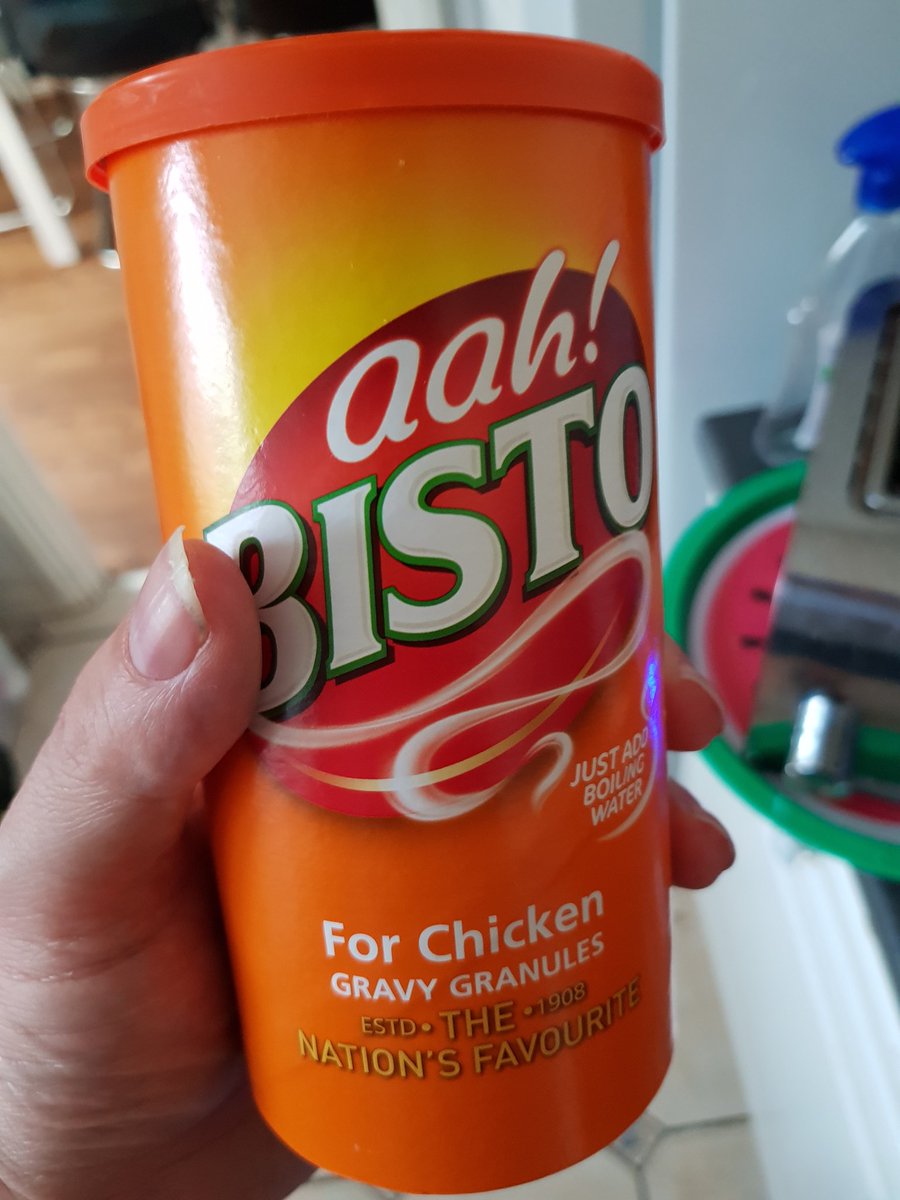 aah!
BISTO
JUST ADD
BOILING
WATER
For Chicken
GRAVY GRANULES
ESTD • THE • 1908
NATION'S FAVOURITE